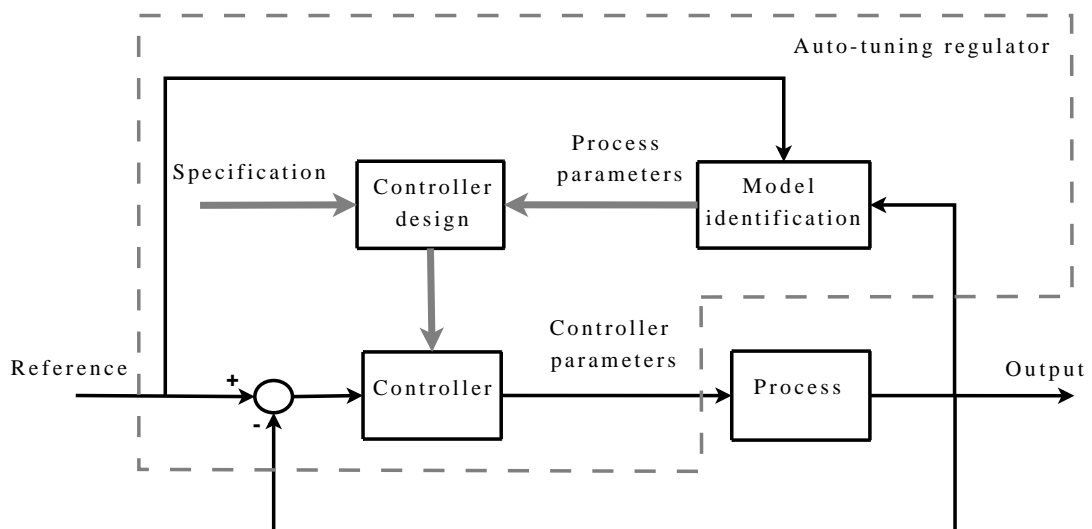 Auto-tuning regulator
Specification
Controller
design
Process
parameters
Model
identification
Reference
+
-
Controller
Controller
parameters
Process
Output